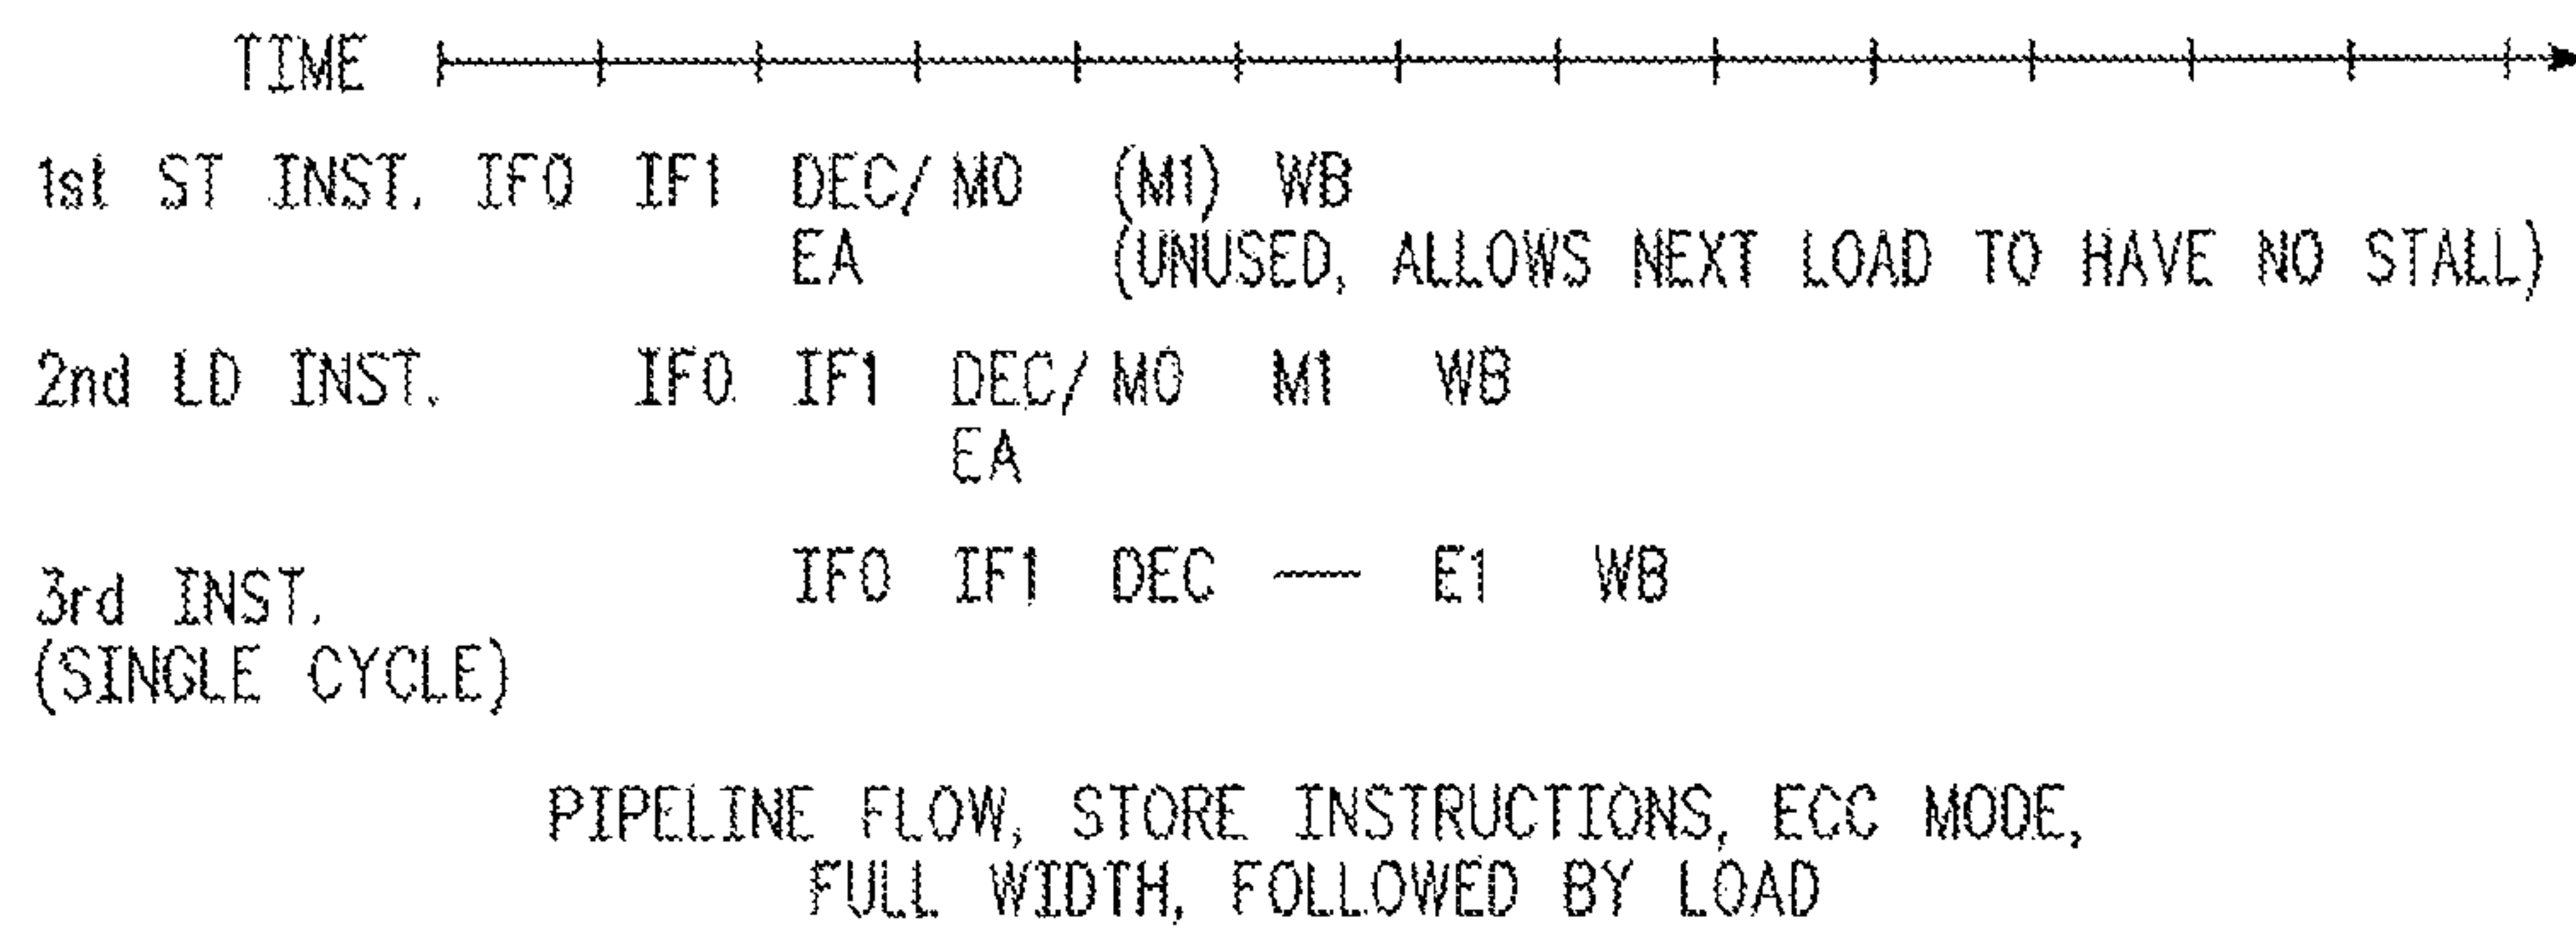 TIME
1st ST INST. IF0 IF1 DEC/ M0 (M1) WB
EA (UNUSED, ALLOWS NEXT LOAD TO HAVE NO STALL)
2nd LD INST. IF0 IF1 DEC/ M0 M1 WB
EA
3rd INST. IF0 IF1 DEC — E1 WB
(SINGLE CYCLE)
PIPELINE FLOW, STORE INSTRUCTIONS, ECC MODE,
FULL WIDTH, FOLLOWED BY LOAD